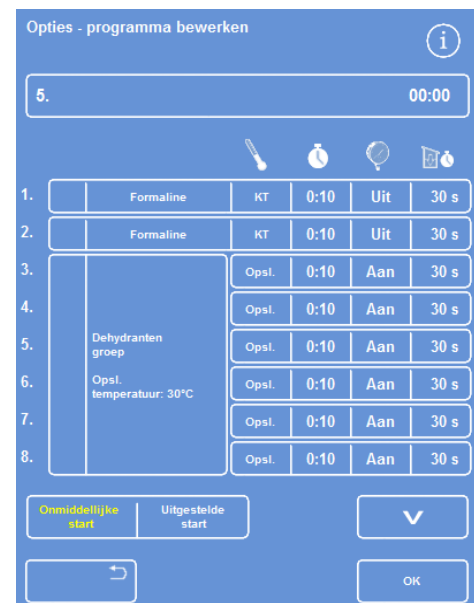 Opties - programma bewerken
i
5. 00:00
1. Formaline KT 0:10 Uit 30 s
2. Formaline KT 0:10 Uit 30 s
3. Opsl. 0:10 Aan 30 s
4. Opsl. 0:10 Aan 30 s
5. Dehydranten groep Opsl. 0:10 Aan 30 s
6. Opsl. temperatuur: 30°C Opsl. 0:10 Aan 30 s
7. Opsl. 0:10 Aan 30 s
8. Opsl. 0:10 Aan 30 s
Onmiddellijke start
Uitgestelde start
OK